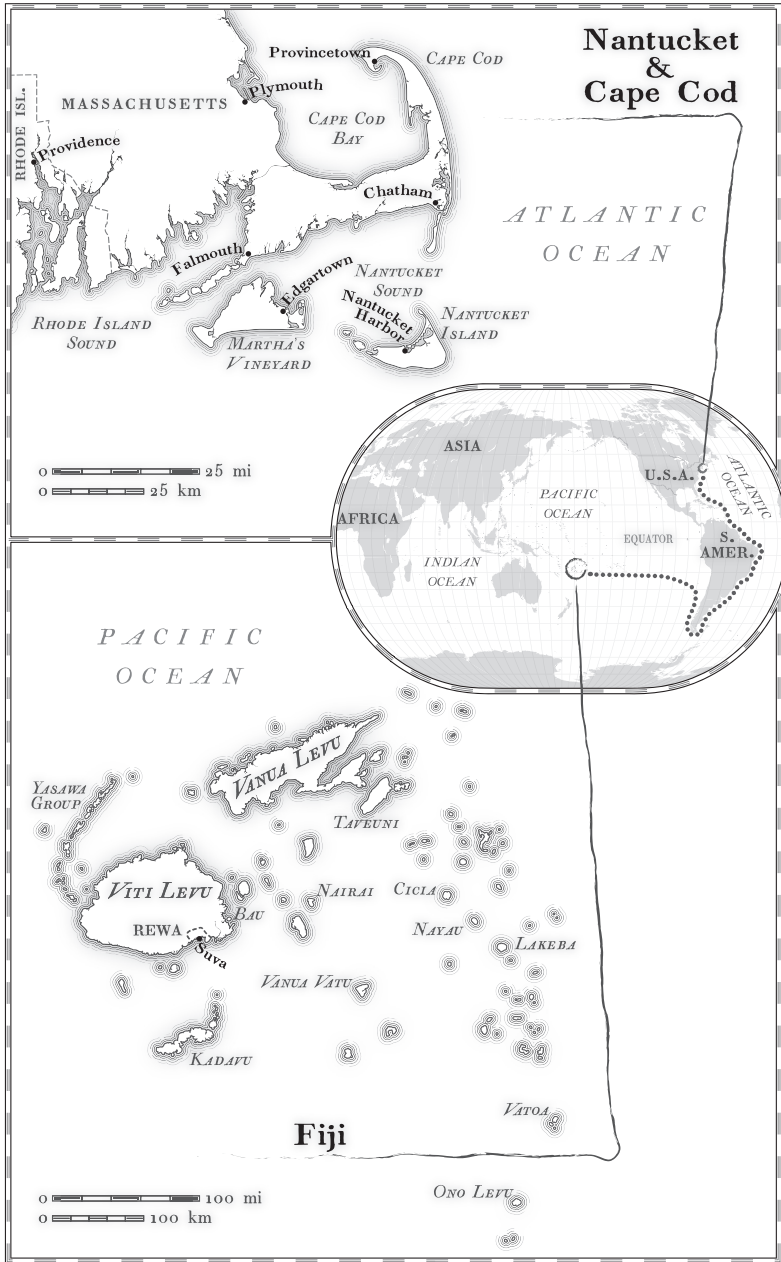 Nantucket
&
Cape Cod
Provincetown
CAPE COD
Plymouth
MASSACHUSETTS
CAPE COD
BAY
RHODE ISL.
Providence
Chatham
ATLANTIC
OCEAN
Falmouth
Edgartown
NANTUCKET
SOUND
Nantucket
Harbor
NANTUCKET
ISLAND
RHODE ISLAND
SOUND
MARTHA'S
VINEYARD
0 25 mi
0 25 km
ASIA
U.S.A.
ATLANTIC
OCEAN
PACIFIC
OCEAN
AFRICA
EQUATOR
S.
AMER.
INDIAN
OCEAN
PACIFIC
OCEAN
VANUA LEVU
YASAWA
GROUP
TAVEUNI
VITI LEVU
BAU
NAIRAI
CICIA
REWA
Suva
NAYAU
LAKEBA
VANUA VATU
KADAVU
VATOA
Fiji
ONO LEVU
0 100 mi
0 100 km